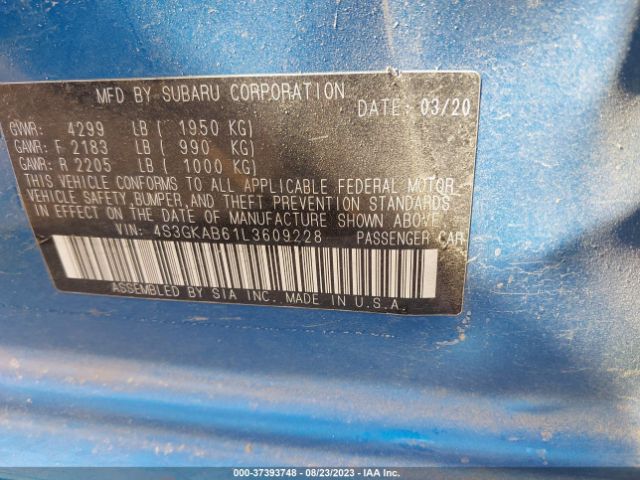 MFD BY SUBARU CORPORATION
DATE: 03/20
GVWR: 4299 LB ( 1950 KG)
GAWR: F 2183 LB ( 990 KG)
GAWR: R 2205 LB ( 1000 KG)
THIS VEHICLE CONFORMS TO ALL APPLICABLE FEDERAL MOTOR
VEHICLE SAFETY, BUMPER, AND THEFT PREVENTION STANDARDS
IN EFFECT ON THE DATE OF MANUFACTURE SHOWN ABOVE.
VIN: 4S3GKAB61L3609228 PASSENGER CAR
ASSEMBLED BY SIA INC. MADE IN U.S.A.
000-37393748 - 08/23/2023 - IAA Inc.